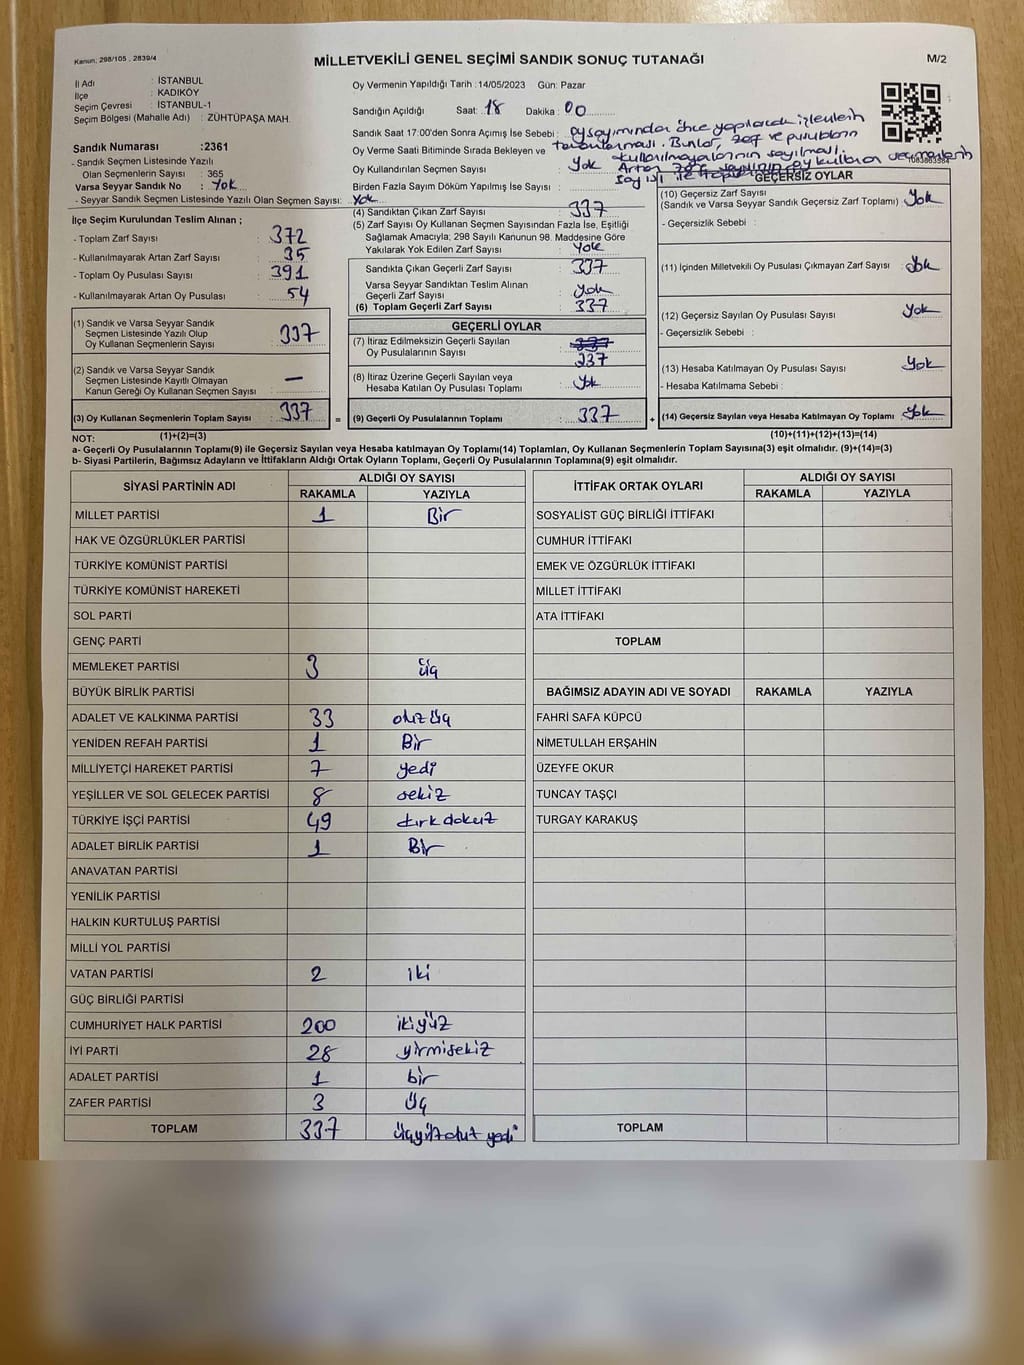 Kanun, 298/105 , 2839/4
MİLLETVEKİLİ GENEL SEÇİMİ SANDIK SONUÇ TUTANAĞI
M/2
İl Adı : İSTANBUL
İlçe : KADIKÖY
Seçim Çevresi : İSTANBUL-1
Seçim Bölgesi (Mahalle Adı) : ZÜHTÜPAŞA MAH.
Sandık Numarası :2361
- Sandık Seçmen Listesinde Yazılı
Olan Seçmenlerin Sayısı : 365
Varsa Seyyar Sandık No : Yok
- Seyyar Sandık Seçmen Listesinde Yazılı Olan Seçmen Sayısı: Yok
Oy Vermenin Yapıldığı Tarih :14/05/2023 Gün: Pazar
Sandığın Açıldığı Saat: 18 Dakika : 00
Sandık Saat 17:00'den Sonra Açımış İse Sebebi : oy sayımından önce yapılacak işlemlerin
tamamlanması. Bunlar, zarf ve pusulaların
Oy Verme Saati Bitiminde Sırada Bekleyen ve
kullanılmayanlarının sayılması.
Oy Kullandırılan Seçmen Sayısı : Yok
Artan zarf sayısının oy kullanan seçmenlerin
sayısı ile
Birden Fazla Sayım Döküm Yapılmış İse Sayısı :
İlçe Seçim Kurulundan Teslim Alınan ;
- Toplam Zarf Sayısı : 372
- Kullanılmayarak Artan Zarf Sayısı : 35
- Toplam Oy Pusulası Sayısı : 391
- Kullanılmayarak Artan Oy Pusulası : 54
(1) Sandık ve Varsa Seyyar Sandık
Seçmen Listesinde Yazılı Olup
Oy Kullanan Seçmenlerin Sayısı : 337
(2) Sandık ve Varsa Seyyar Sandık
Seçmen Listesinde Kayıtlı Olmayan
Kanun Gereği Oy Kullanan Seçmen Sayısı : —
(3) Oy Kullanan Seçmenlerin Toplam Sayısı : 337 =
(4) Sandıktan Çıkan Zarf Sayısı : 337
(5) Zarf Sayısı Oy Kullanan Seçmen Sayısından Fazla İse, Eşitliği
Sağlamak Amacıyla; 298 Sayılı Kanunun 98. Maddesine Göre
Yakılarak Yok Edilen Zarf Sayısı : Yok
Sandıkta Çıkan Geçerli Zarf Sayısı : 337
Varsa Seyyar Sandıktan Teslim Alınan
Geçerli Zarf Sayısı : Yok
(6) Toplam Geçerli Zarf Sayısı : 337
GEÇERLİ OYLAR
(7) İtiraz Edilmeksizin Geçerli Sayılan
Oy Pusulalarının Sayısı : 337
(8) İtiraz Üzerine Geçerli Sayılan veya
Hesaba Katılan Oy Pusulası Toplamı : Yok
(9) Geçerli Oy Pusulalarının Toplamı : 337 +
GEÇERSİZ OYLAR
(10) Geçersiz Zarf Sayısı
(Sandık ve Varsa Seyyar Sandık Geçersiz Zarf Toplamı) : Yok
- Geçersizlik Sebebi :
(11) İçinden Milletvekili Oy Pusulası Çıkmayan Zarf Sayısı : Yok
(12) Geçersiz Sayılan Oy Pusulası Sayısı : Yok
- Geçersizlik Sebebi :
(13) Hesaba Katılmayan Oy Pusulası Sayısı : Yok
- Hesaba Katılmama Sebebi :
(14) Geçersiz Sayılan veya Hesaba Katılmayan Oy Toplamı : Yok
NOT: (1)+(2)=(3)
(10)+(11)+(12)+(13)=(14)
a- Geçerli Oy Pusulalarının Toplamı(9) ile Geçersiz Sayılan veya Hesaba katılmayan Oy Toplamı(14) Toplamları, Oy Kullanan Seçmenlerin Toplam Sayısına(3) eşit olmalıdır. (9)+(14)=(3)
b- Siyasi Partilerin, Bağımsız Adayların ve İttifakların Aldığı Ortak Oyların Toplamı, Geçerli Oy Pusulalarının Toplamına(9) eşit olmalıdır.
SİYASİ PARTİNİN ADI ALDIĞI OY SAYISI
RAKAMLA YAZIYLA
MİLLET PARTİSİ 1 Bir
HAK VE ÖZGÜRLÜKLER PARTİSİ
TÜRKİYE KOMÜNİST PARTİSİ
TÜRKİYE KOMÜNİST HAREKETİ
SOL PARTİ
GENÇ PARTİ
MEMLEKET PARTİSİ 3 üç
BÜYÜK BİRLİK PARTİSİ
ADALET VE KALKINMA PARTİSİ 33 otuz üç
YENİDEN REFAH PARTİSİ 1 Bir
MİLLİYETÇİ HAREKET PARTİSİ 7 yedi
YEŞİLLER VE SOL GELECEK PARTİSİ 8 sekiz
TÜRKİYE İŞÇİ PARTİSİ 49 kırk dokuz
ADALET BİRLİK PARTİSİ 1 Bir
ANAVATAN PARTİSİ
YENİLİK PARTİSİ
HALKIN KURTULUŞ PARTİSİ
MİLLİ YOL PARTİSİ
VATAN PARTİSİ 2 iki
GÜÇ BİRLİĞİ PARTİSİ
CUMHURİYET HALK PARTİSİ 200 ikiyüz
İYİ PARTİ 28 yirmisekiz
ADALET PARTİSİ 1 bir
ZAFER PARTİSİ 3 üç
TOPLAM 337 üçyüzotuz yedi
İTTİFAK ORTAK OYLARI ALDIĞI OY SAYISI
RAKAMLA YAZIYLA
SOSYALİST GÜÇ BİRLİĞİ İTTİFAKI
CUMHUR İTTİFAKI
EMEK VE ÖZGÜRLÜK İTTİFAKI
MİLLET İTTİFAKI
ATA İTTİFAKI
TOPLAM
BAĞIMSIZ ADAYIN ADI VE SOYADI RAKAMLA YAZIYLA
FAHRİ SAFA KÜPCÜ
NİMETULLAH ERŞAHİN
ÜZEYFE OKUR
TUNCAY TAŞÇI
TURGAY KARAKUŞ
TOPLAM